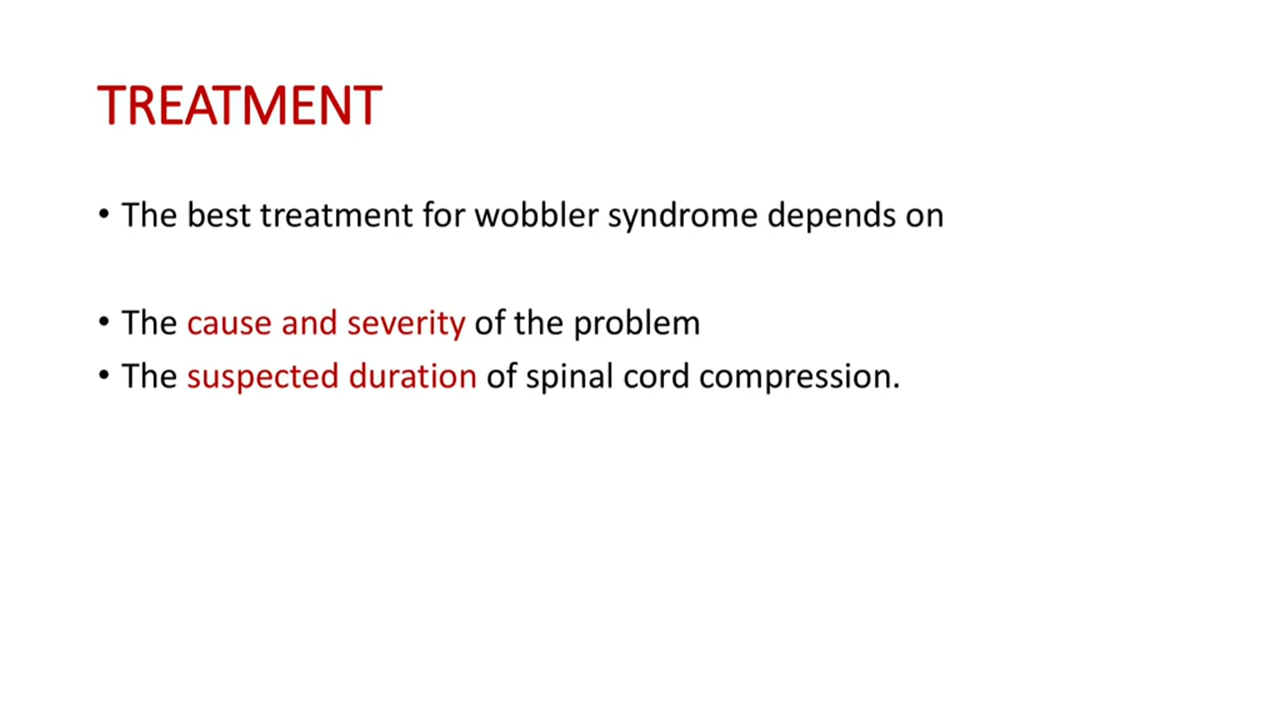 TREATMENT
• The best treatment for wobbler syndrome depends on
• The cause and severity of the problem
• The suspected duration of spinal cord compression.